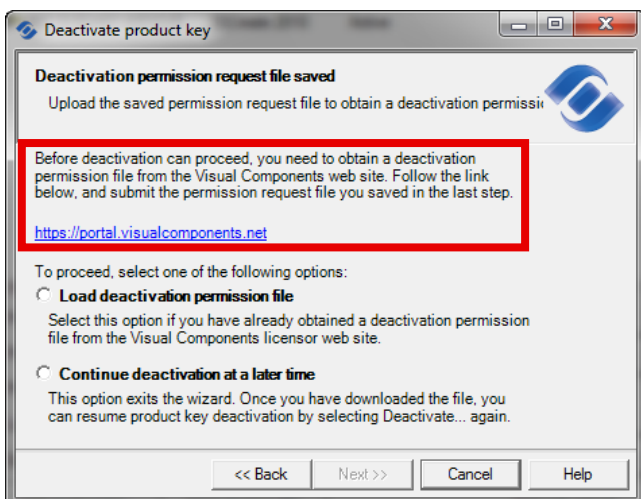 Deactivate product key
Deactivation permission request file saved
Upload the saved permission request file to obtain a deactivation permissi
Before deactivation can proceed, you need to obtain a deactivation
permission file from the Visual Components web site. Follow the link
below, and submit the permission request file you saved in the last step.
https://portal.visualcomponents.net
To proceed, select one of the following options:
Load deactivation permission file
Select this option if you have already obtained a deactivation permission
file from the Visual Components licensor web site.
Continue deactivation at a later time
This option exits the wizard. Once you have downloaded the file, you
can resume product key deactivation by selecting Deactivate... again.
<< Back Next >> Cancel Help